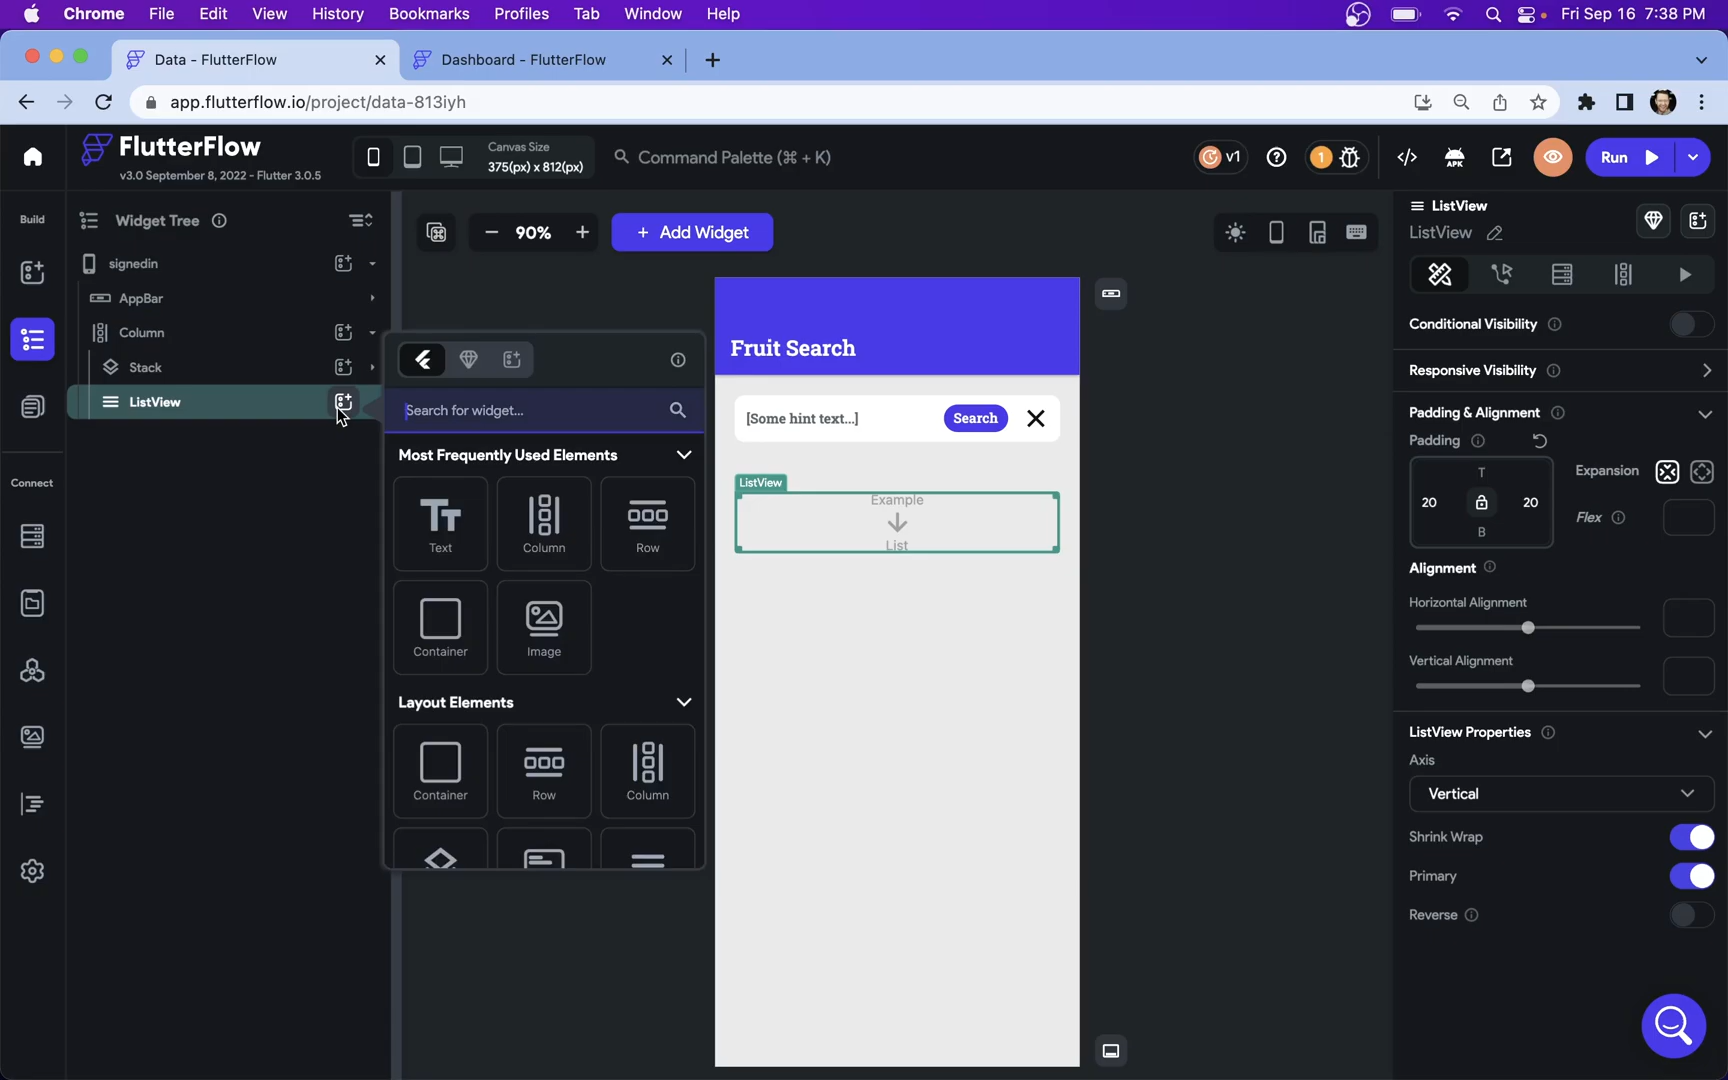 Chrome File Edit View History Bookmarks Profiles Tab Window Help Fri Sep 16 7:38 PM
Data - FlutterFlow Dashboard - FlutterFlow
app.flutterflow.io/project/data-813iyh
FlutterFlow
v3.0 September 8, 2022 - Flutter 3.0.5
Canvas Size
375(px) x 812(px)
Command Palette (⌘ + K)
v1
1
APK
Run
Build
Widget Tree
90%
+ Add Widget
signedin
AppBar
Column
Stack
ListView
Connect
Search for widget...
Most Frequently Used Elements
Text
Column
Row
Container
Image
Layout Elements
Container
Row
Column
Fruit Search
[Some hint text...]
Search
ListView
Example
List
ListView
ListView
Conditional Visibility
Responsive Visibility
Padding & Alignment
Padding
T
20
20
B
Expansion
Flex
Alignment
Horizontal Alignment
Vertical Alignment
ListView Properties
Axis
Vertical
Shrink Wrap
Primary
Reverse